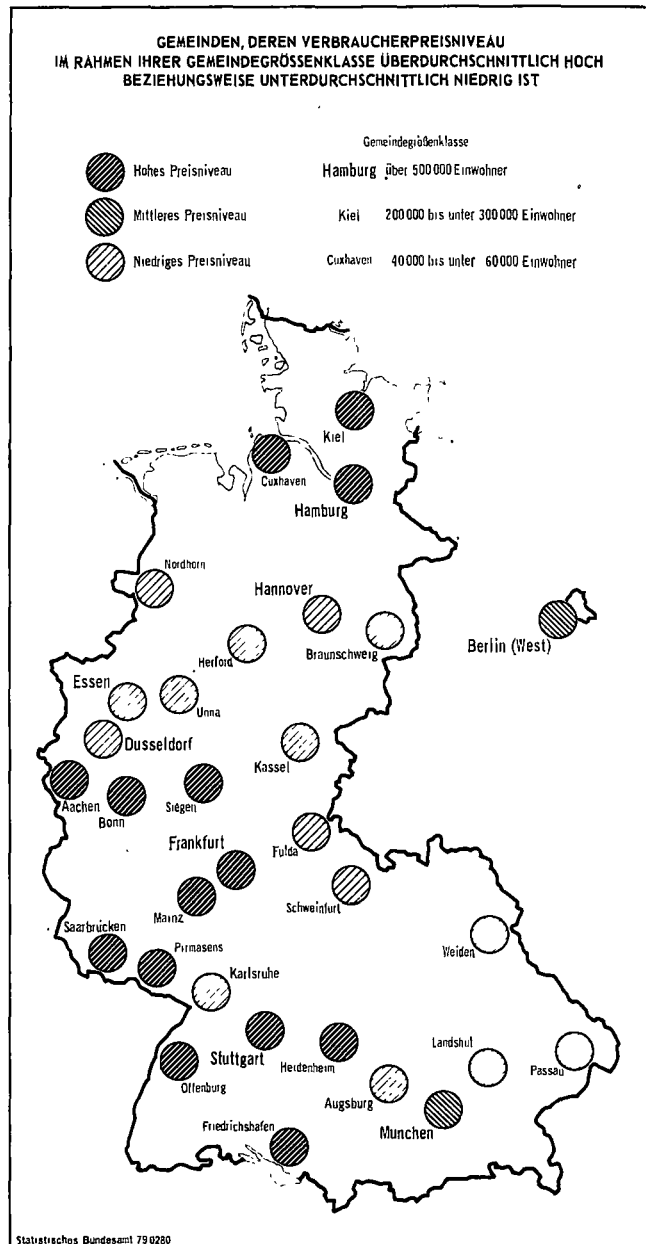 GEMEINDEN, DEREN VERBRAUCHERPREISNIVEAU
IM RAHMEN IHRER GEMEINDEGRÖSSENKLASSE ÜBERDURCHSCHNITTLICH HOCH
BEZIEHUNGSWEISE UNTERDURCHSCHNITTLICH NIEDRIG IST
Gemeindegrößenklasse
Hohes Preisniveau
Hamburg über 500 000 Einwohner
Mittleres Preisniveau
Kiel 200 000 bis unter 300 000 Einwohner
Niedriges Preisniveau
Cuxhaven 40 000 bis unter 60 000 Einwohner
Kiel
Cuxhaven
Hamburg
Nordhorn
Hannover
Herford
Braunschweig
Berlin (West)
Essen
Unna
Dusseldorf
Kassel
Aachen
Bonn
Siegen
Frankfurt
Fulda
Mainz
Schweinfurt
Saarbrücken
Pirmasens
Weiden
Karlsruhe
Stuttgart
Heidenheim
Landshut
Passau
Offenburg
Augsburg
Munchen
Friedrichshafen
Statistisches Bundesamt 79 0280